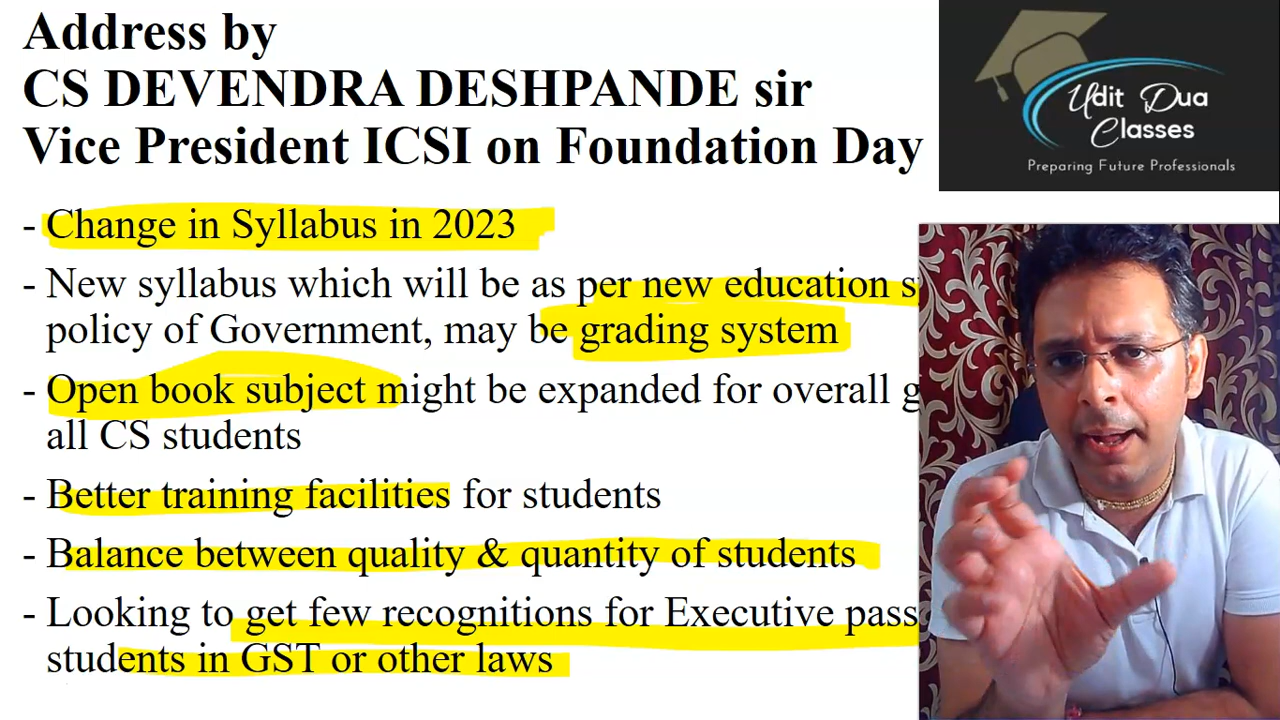 Address by
CS DEVENDRA DESHPANDE sir
Vice President ICSI on Foundation Day
Udit Dua
Classes
Preparing Future Professionals
- Change in Syllabus in 2023
- New syllabus which will be as per new education
policy of Government, may be grading system
- Open book subject might be expanded for overall
all CS students
- Better training facilities for students
- Balance between quality & quantity of students
- Looking to get few recognitions for Executive pass
students in GST or other laws